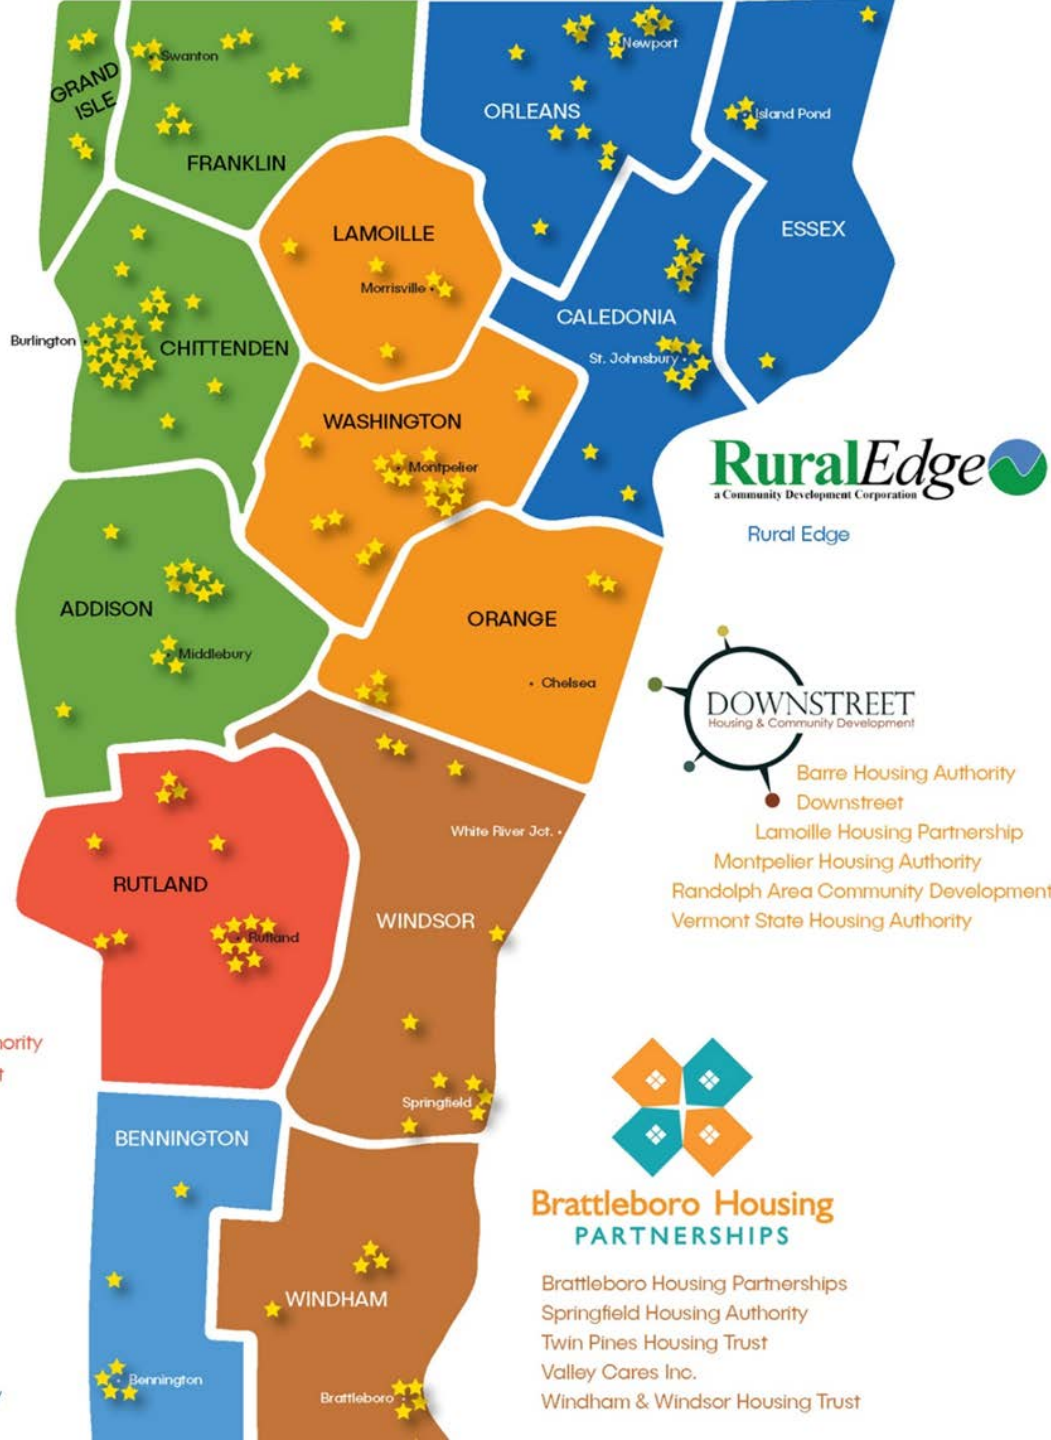 GRAND
ISLE
Swanton
FRANKLIN
Newport
ORLEANS
Island Pond
ESSEX
LAMOILLE
Morrisville
CALEDONIA
St. Johnsbury
Burlington
CHITTENDEN
WASHINGTON
Montpelier
RuralEdge
a Community Development Corporation
Rural Edge
ADDISON
Middlebury
ORANGE
Chelsea
DOWNSTREET
Housing & Community Development
Barre Housing Authority
Downstreet
Lamoille Housing Partnership
Montpelier Housing Authority
Randolph Area Community Development
Vermont State Housing Authority
White River Jct.
RUTLAND
Rutland
WINDSOR
ority
Springfield
BENNINGTON
Bennington
WINDHAM
Brattleboro
Brattleboro Housing
PARTNERSHIPS
Brattleboro Housing Partnerships
Springfield Housing Authority
Twin Pines Housing Trust
Valley Cares Inc.
Windham & Windsor Housing Trust